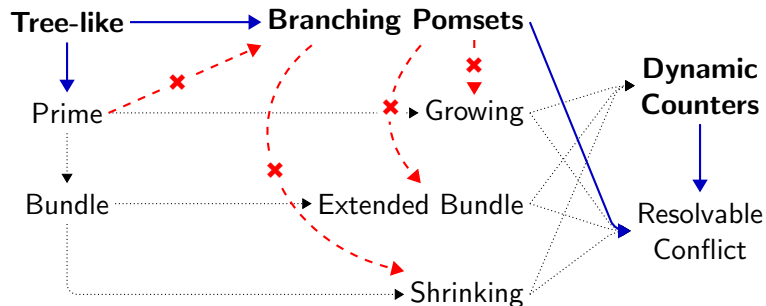 Tree-like
Branching Pomsets
Dynamic
Counters
Prime
Growing
Bundle
Extended Bundle
Resolvable
Conflict
Shrinking